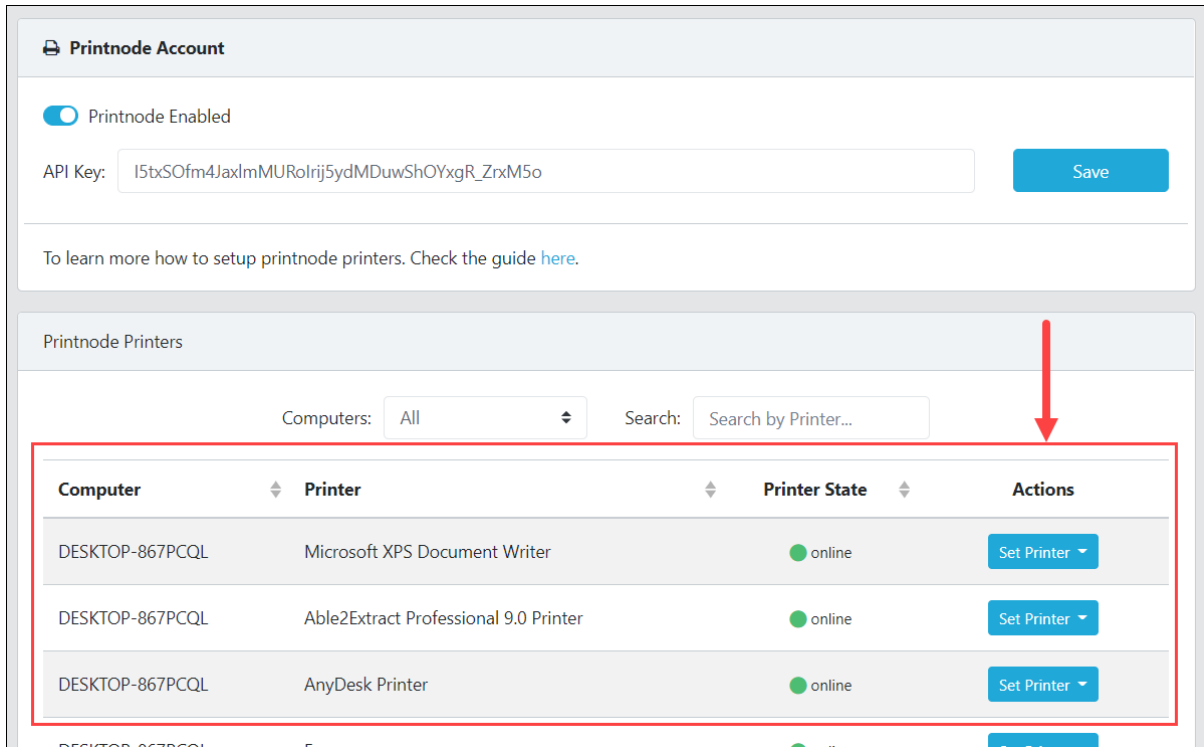 Printnode Account
Printnode Enabled
API Key: I5txSOfm4JaxlmMURoIrij5ydMDuwShOYxgR_ZrxM5o Save
To learn more how to setup printnode printers. Check the guide here.
Printnode Printers
Computers: All Search: Search by Printer...
Computer Printer Printer State Actions
DESKTOP-867PCQL Microsoft XPS Document Writer online Set Printer
DESKTOP-867PCQL Able2Extract Professional 9.0 Printer online Set Printer
DESKTOP-867PCQL AnyDesk Printer online Set Printer